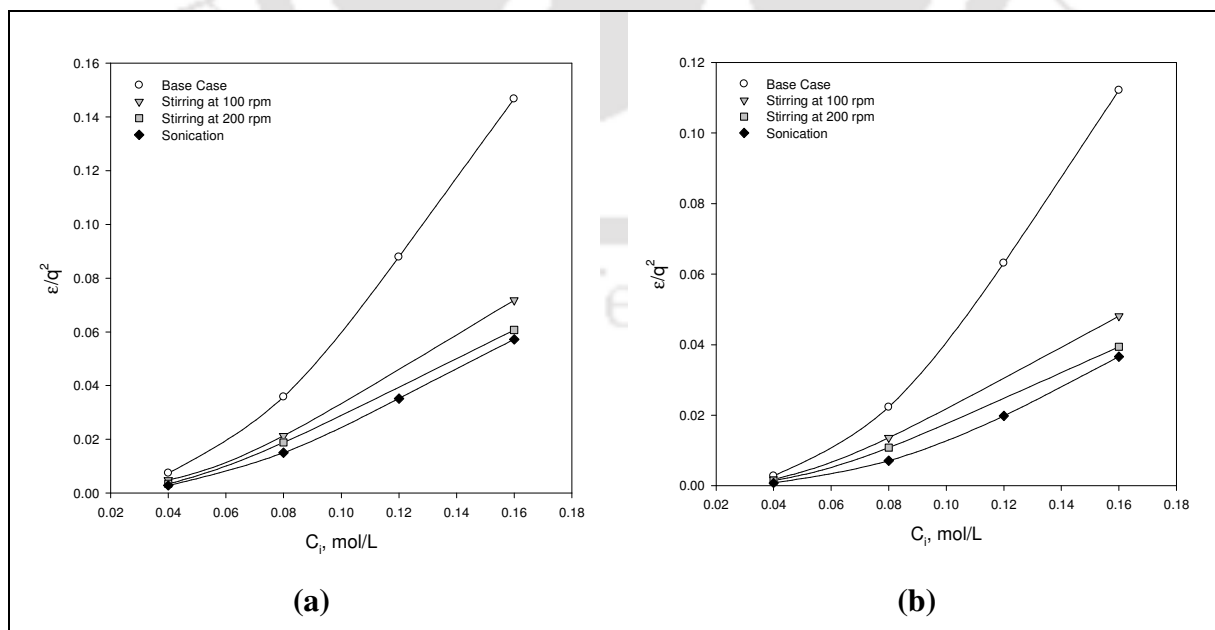 0.16
0.14
0.12
0.10
0.08
0.06
0.04
0.02
0.00
ε/q²
Base Case
Stirring at 100 rpm
Stirring at 200 rpm
Sonication
0.02 0.04 0.06 0.08 0.10 0.12 0.14 0.16 0.18
Cᵢ, mol/L
(a)
0.12
0.10
0.08
0.06
0.04
0.02
0.00
ε/q²
Base Case
Stirring at 100 rpm
Stirring at 200 rpm
Sonication
0.02 0.04 0.06 0.08 0.10 0.12 0.14 0.16 0.18
Cᵢ, mol/L
(b)